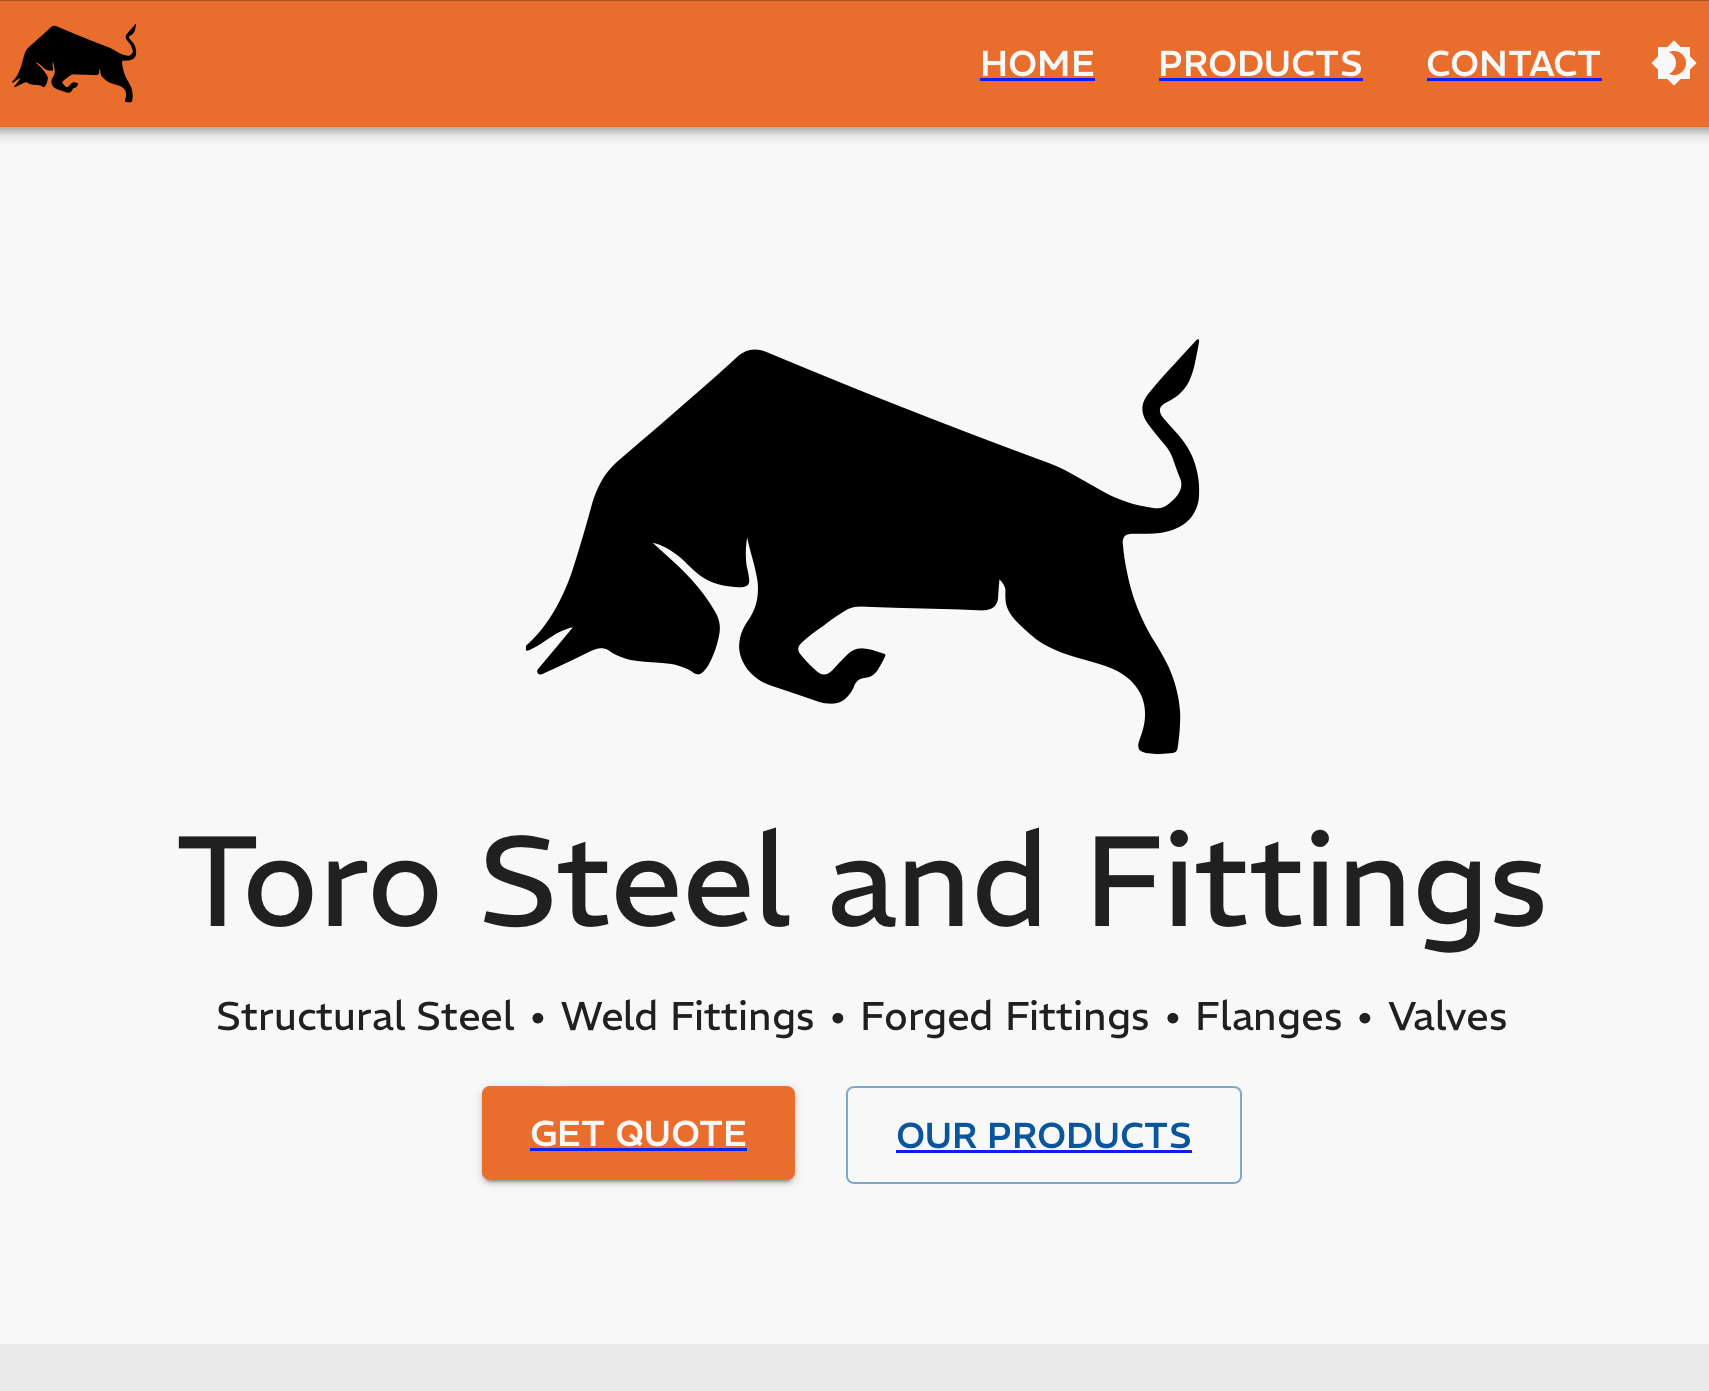 HOME PRODUCTS CONTACT
Toro Steel and Fittings
Structural Steel • Weld Fittings • Forged Fittings • Flanges • Valves
GET QUOTE OUR PRODUCTS